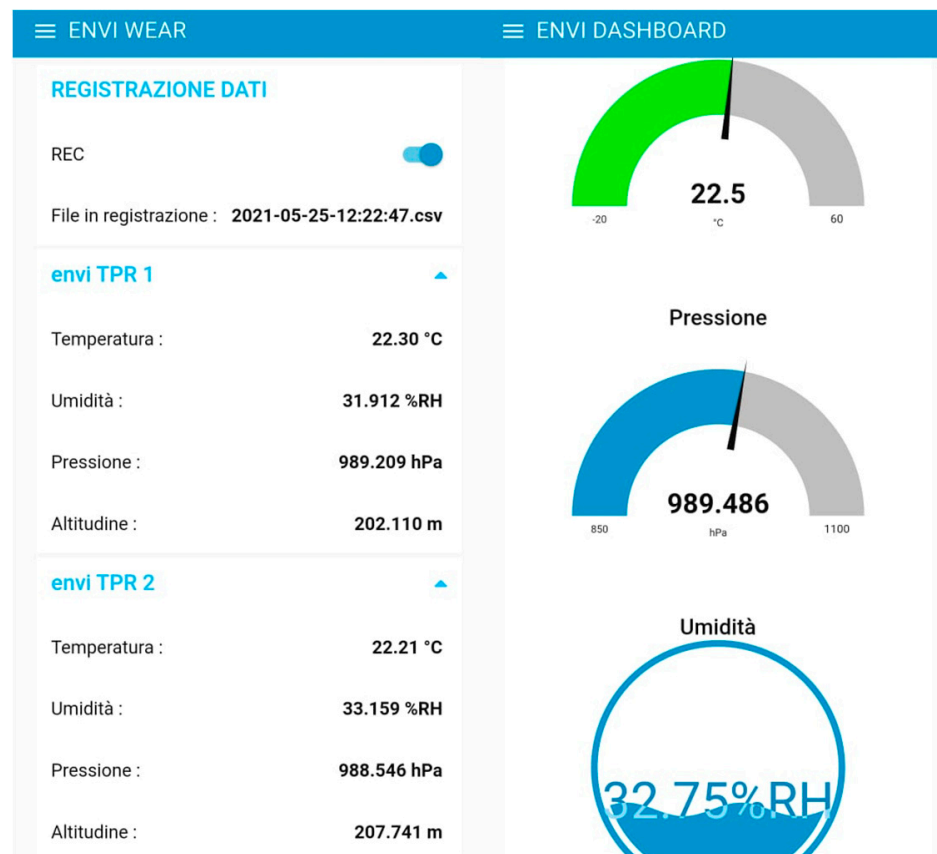 ENVI WEAR
REGISTRAZIONE DATI
REC
File in registrazione : 2021-05-25-12:22:47.csv
envi TPR 1
Temperatura : 22.30 °C
Umidità : 31.912 %RH
Pressione : 989.209 hPa
Altitudine : 202.110 m
envi TPR 2
Temperatura : 22.21 °C
Umidità : 33.159 %RH
Pressione : 988.546 hPa
Altitudine : 207.741 m
ENVI DASHBOARD
22.5
-20 °C 60
Pressione
989.486
850 hPa 1100
Umidità
32.75%RH